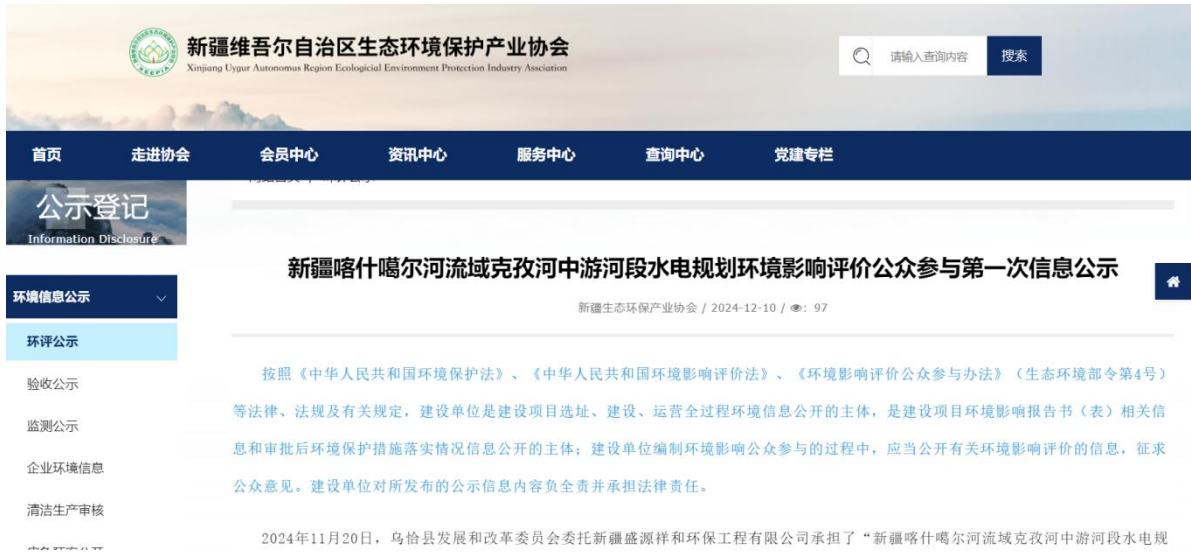 新疆维吾尔自治区生态环境保护产业协会
Xinjiang Uygur Autonomus Region Ecologicial Environment Protection Industry Assciation
请输入查询内容
搜索
首页 走进协会 会员中心 资讯中心 服务中心 查询中心 党建专栏
公示登记
Information Disclosure
环境信息公示
环评公示
验收公示
监测公示
企业环境信息
清洁生产审核
新疆喀什噶尔河流域克孜河中游河段水电规划环境影响评价公众参与第一次信息公示
新疆生态环保产业协会 / 2024-12-10 / : 97
按照《中华人民共和国环境保护法》、《中华人民共和国环境影响评价法》、《环境影响评价公众参与办法》（生态环境部令第4号）
等法律、法规及有关规定，建设单位是建设项目选址、建设、运营全过程环境信息公开的主体，是建设项目环境影响报告书（表）相关信
息和审批后环境保护措施落实情况信息公开的主体；建设单位编制环境影响公众参与的过程中，应当公开有关环境影响评价的信息，征求
公众意见。建设单位对所发布的公示信息内容负全责并承担法律责任。
2024年11月20日，乌恰县发展和改革委员会委托新疆盛源祥和环保工程有限公司承担了“新疆喀什噶尔河流域克孜河中游河段水电规